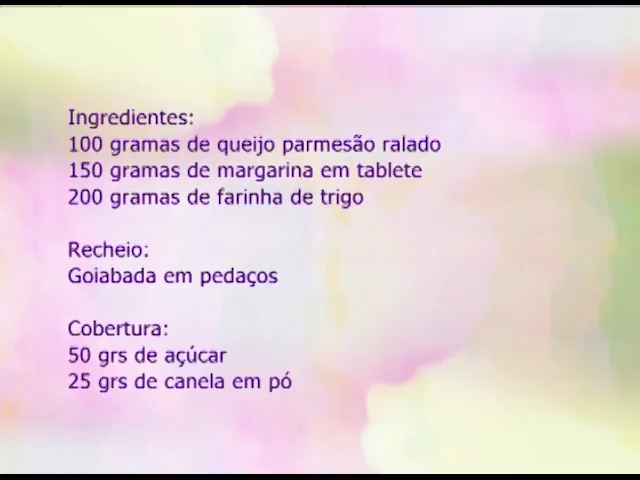 Ingredientes:
100 gramas de queijo parmesão ralado
150 gramas de margarina em tablete
200 gramas de farinha de trigo
Recheio:
Goiabada em pedaços
Cobertura:
50 grs de açúcar
25 grs de canela em pó